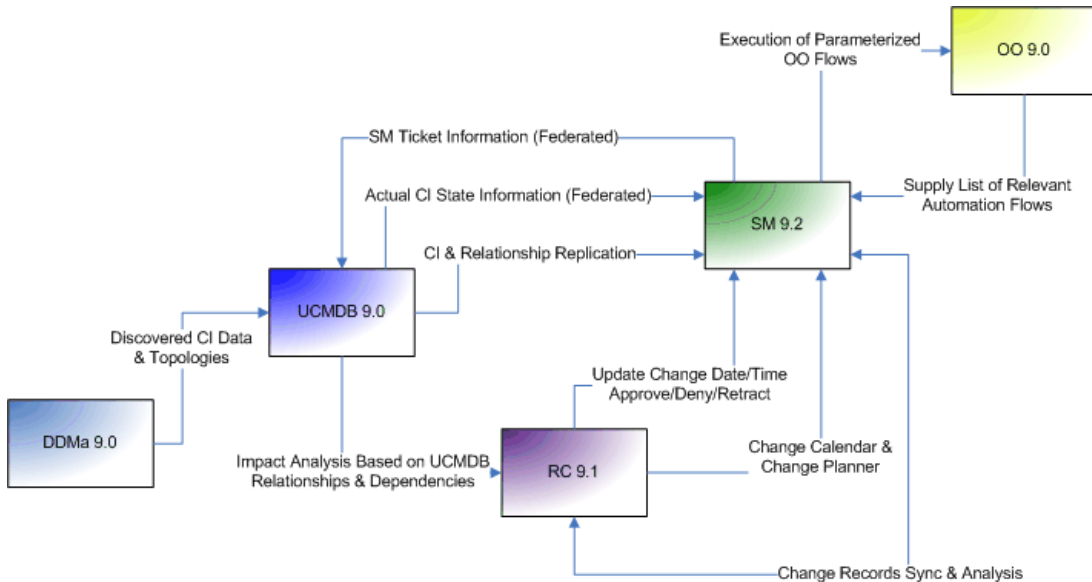 Execution of Parameterized
OO Flows
OO 9.0
SM Ticket Information (Federated)
Actual CI State Information (Federated)
Supply List of Relevant
Automation Flows
SM 9.2
CI & Relationship Replication
UCMDB 9.0
Discovered CI Data
& Topologies
Update Change Date/Time
Approve/Deny/Retract
DDMa 9.0
Impact Analysis Based on UCMDB
Relationships & Dependencies
RC 9.1
Change Calendar &
Change Planner
Change Records Sync & Analysis